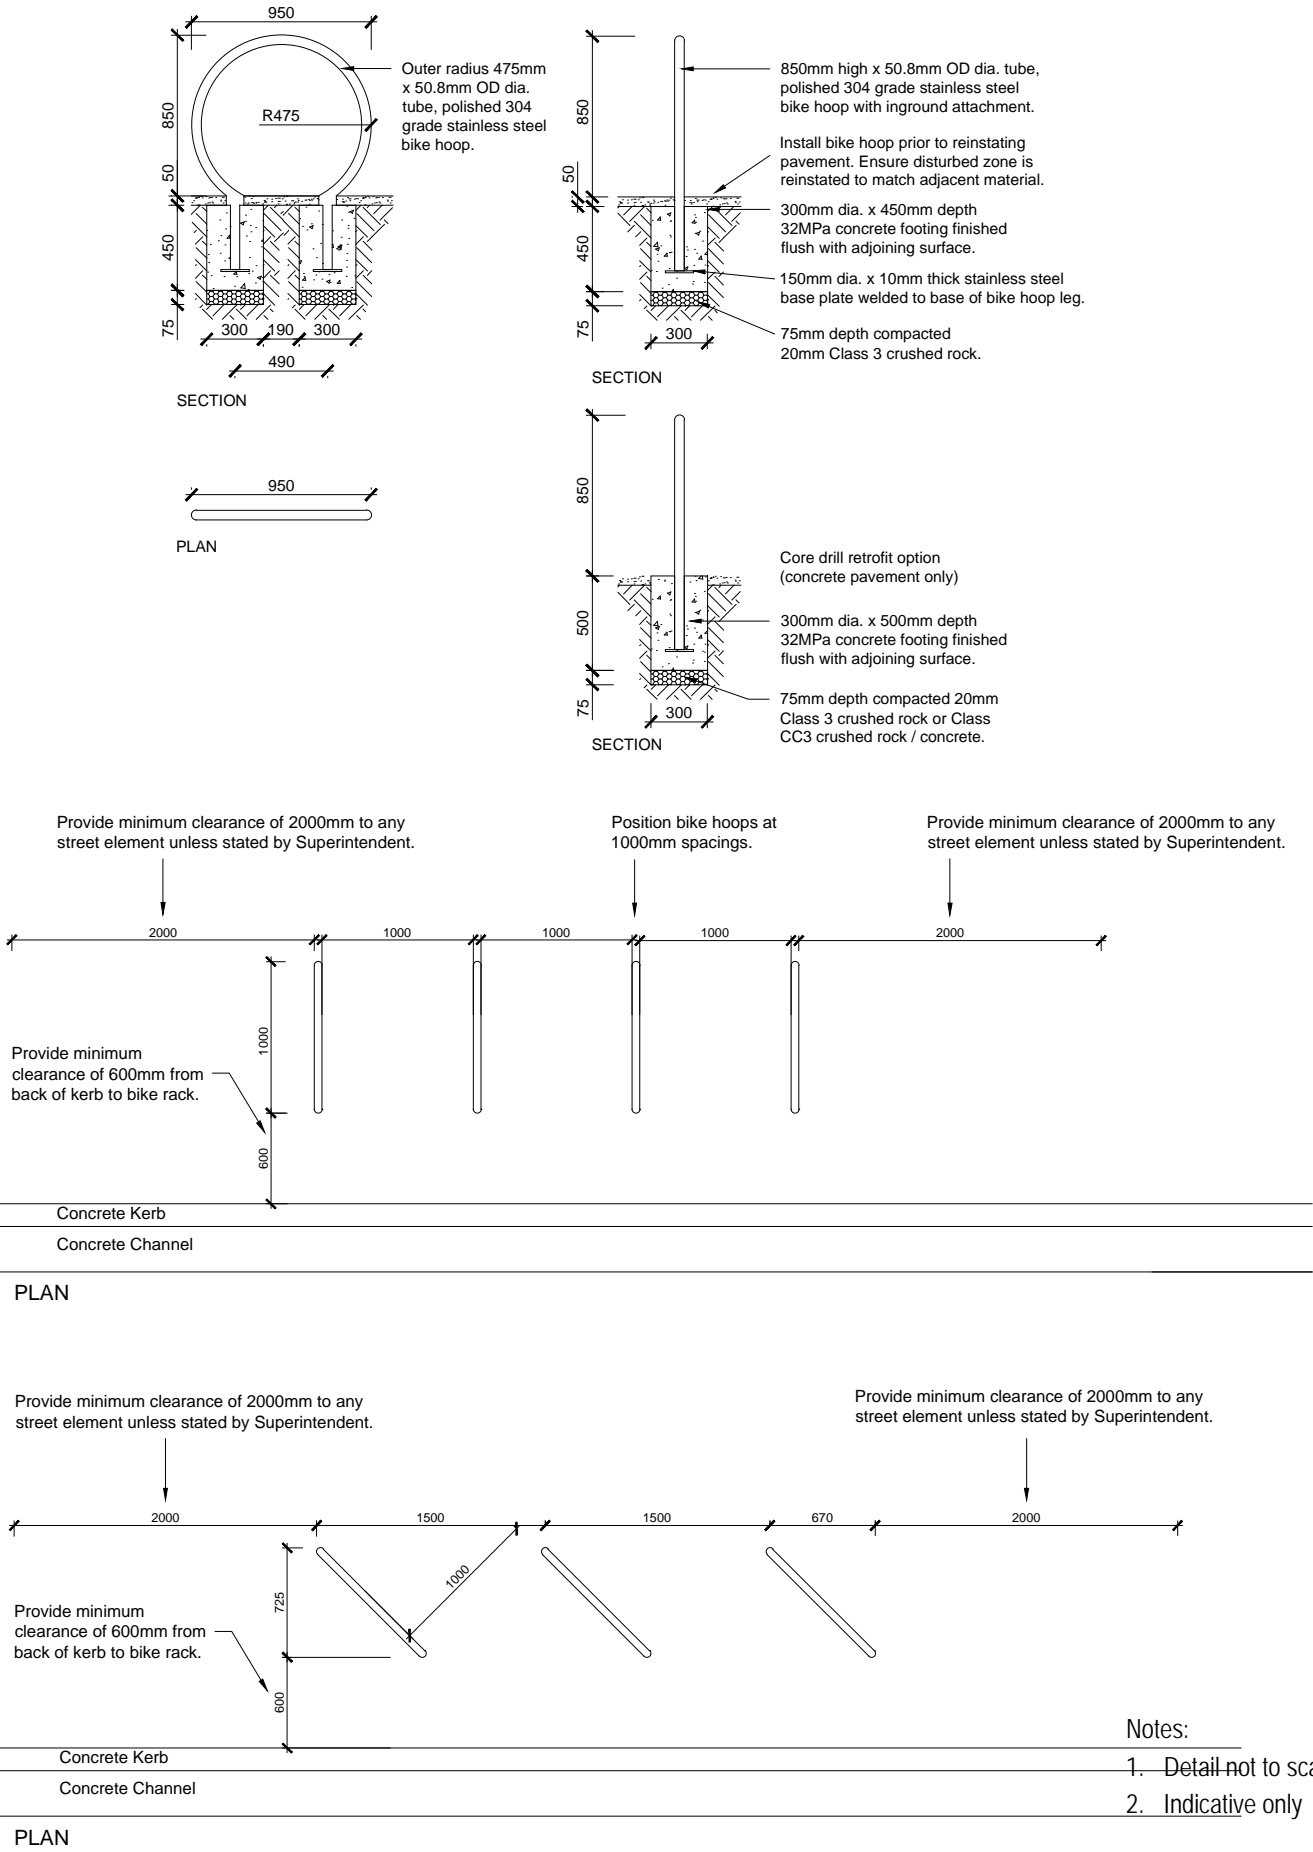 950
850
50
450
75
R475
Outer radius 475mm
x 50.8mm OD dia.
tube, polished 304
grade stainless steel
bike hoop.
300 190 300
490
SECTION
950
PLAN
850
50
450
75
300
850mm high x 50.8mm OD dia. tube,
polished 304 grade stainless steel
bike hoop with inground attachment.
Install bike hoop prior to reinstating
pavement. Ensure disturbed zone is
reinstated to match adjacent material.
300mm dia. x 450mm depth
32MPa concrete footing finished
flush with adjoining surface.
150mm dia. x 10mm thick stainless steel
base plate welded to base of bike hoop leg.
75mm depth compacted
20mm Class 3 crushed rock.
SECTION
850
500
75
300
Core drill retrofit option
(concrete pavement only)
300mm dia. x 500mm depth
32MPa concrete footing finished
flush with adjoining surface.
75mm depth compacted 20mm
Class 3 crushed rock or Class
CC3 crushed rock / concrete.
SECTION
Provide minimum clearance of 2000mm to any
street element unless stated by Superintendent.
Position bike hoops at
1000mm spacings.
Provide minimum clearance of 2000mm to any
street element unless stated by Superintendent.
2000 1000 1000 1000 2000
1000
Provide minimum
clearance of 600mm from
back of kerb to bike rack.
600
Concrete Kerb
Concrete Channel
PLAN
Provide minimum clearance of 2000mm to any
street element unless stated by Superintendent.
Provide minimum clearance of 2000mm to any
street element unless stated by Superintendent.
2000 1500 1500 670 2000
1000
725
Provide minimum
clearance of 600mm from
back of kerb to bike rack.
600
Concrete Kerb
Concrete Channel
PLAN
Notes:
1. Detail not to sca
2. Indicative only